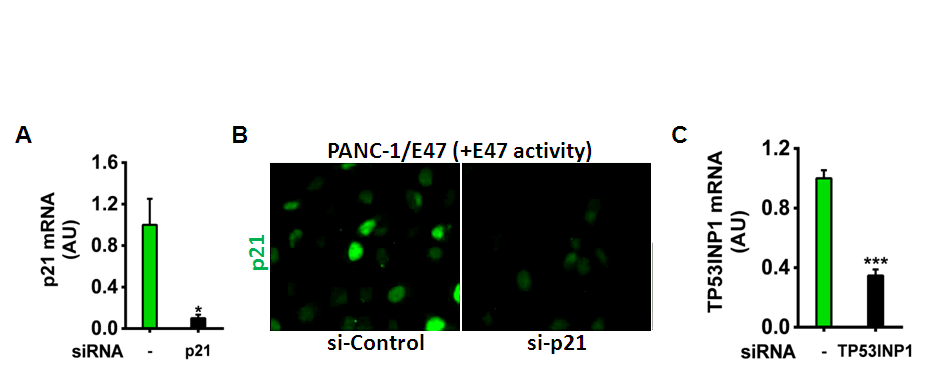 A
p21 mRNA
(AU)
1.6
1.2
0.8
0.4
0.0
*
siRNA - p21
B
PANC-1/E47 (+E47 activity)
p21
si-Control si-p21
C
TP53INP1 mRNA
(AU)
1.2
0.8
0.4
0.0
***
siRNA - TP53INP1